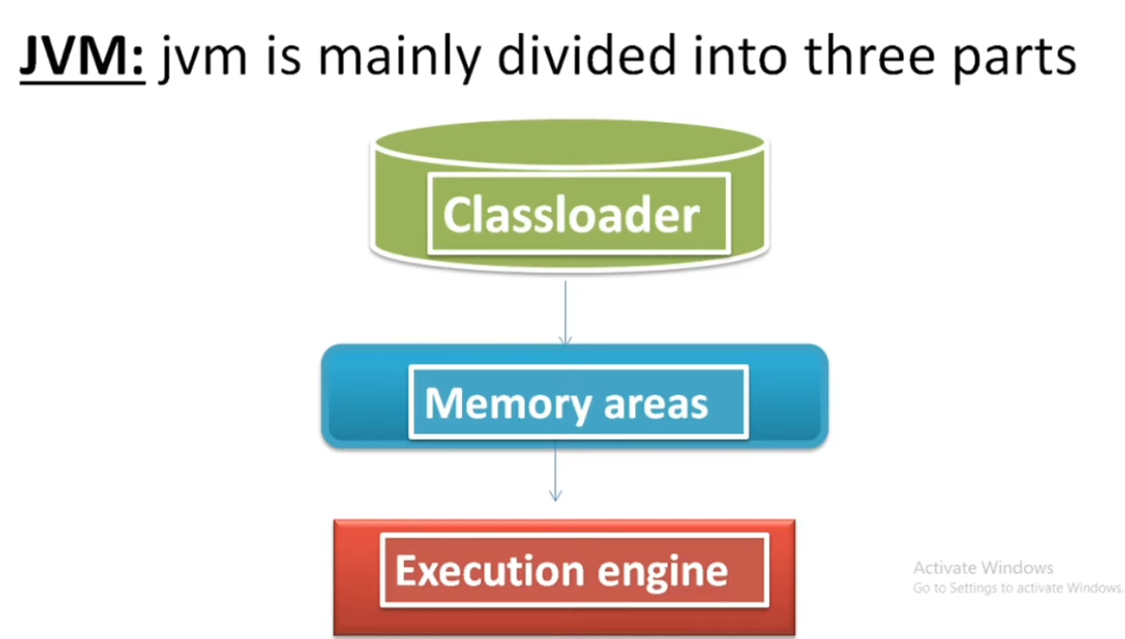 JVM: jvm is mainly divided into three parts
Classloader
Memory areas
Execution engine
Activate Windows
Go to Settings to activate Windows.